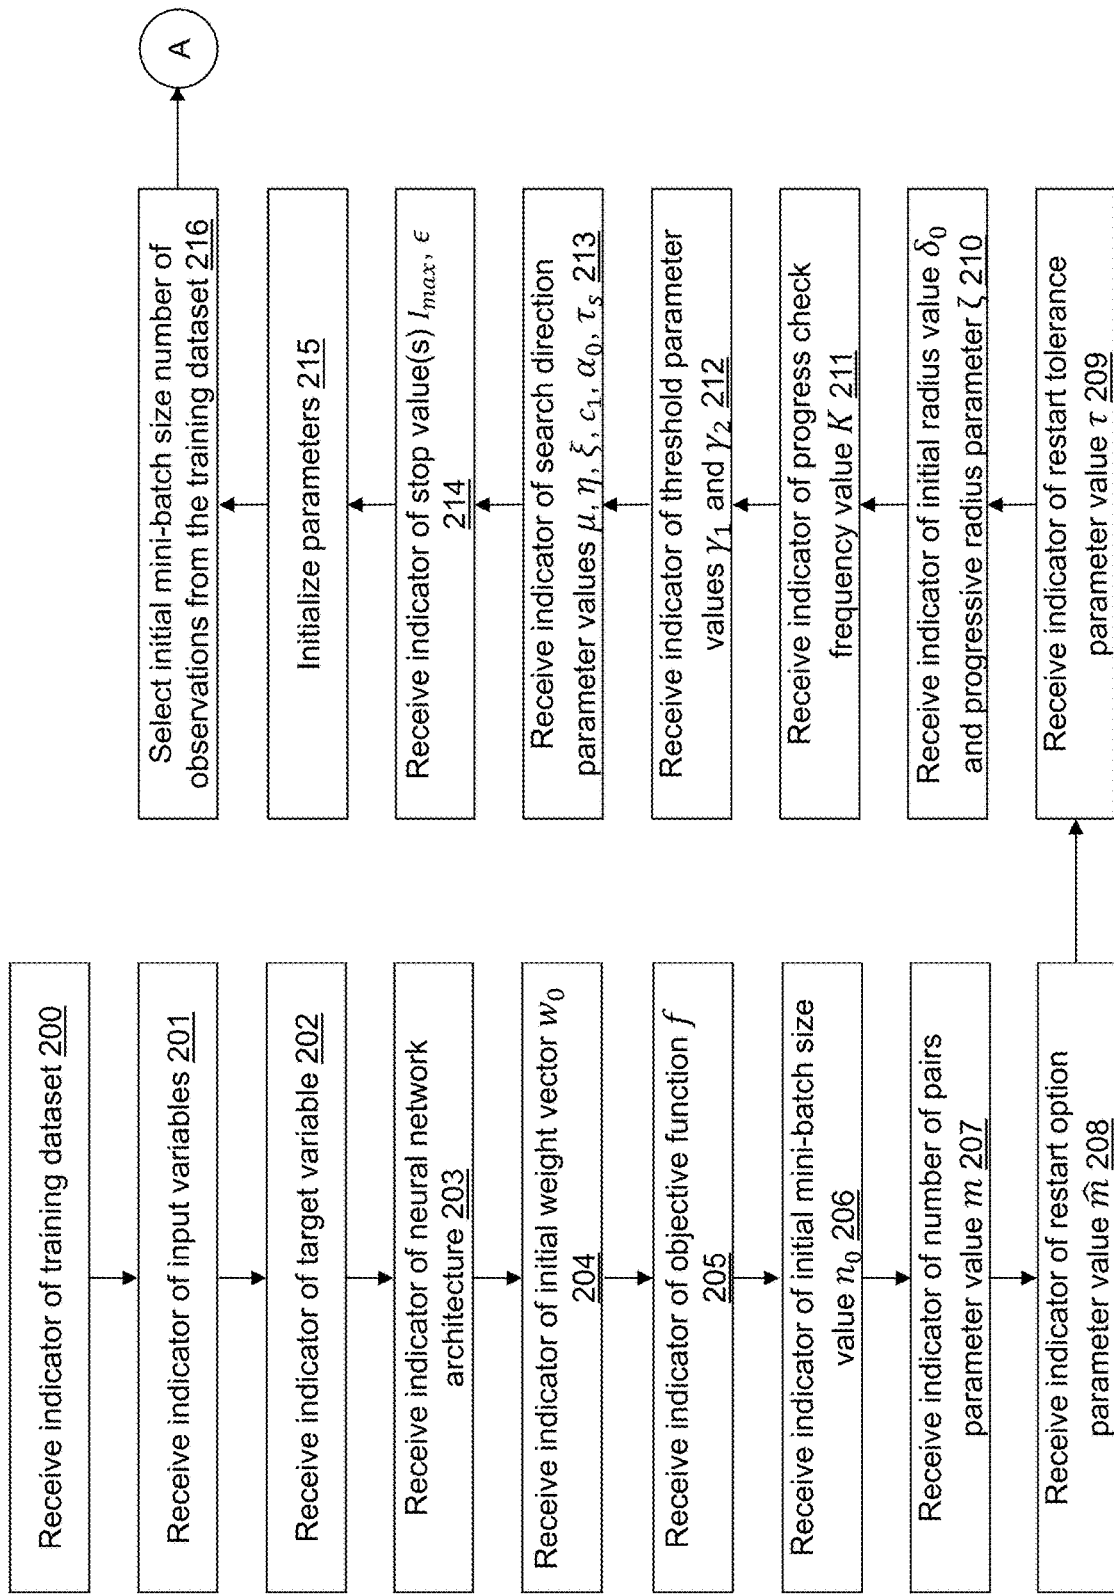 Receive indicator of training dataset 200
Receive indicator of input variables 201
Receive indicator of target variable 202
Receive indicator of neural network
architecture 203
Receive indicator of initial weight vector w₀
204
Receive indicator of objective function f
205
Receive indicator of initial mini-batch size
value n₀ 206
Receive indicator of number of pairs
parameter value m 207
Receive indicator of restart option
parameter value m̂ 208
Receive indicator of restart tolerance
parameter value τ 209
Receive indicator of initial radius value δ₀
and progressive radius parameter ζ 210
Receive indicator of progress check
frequency value K 211
Receive indicator of threshold parameter
values γ₁ and γ₂ 212
Receive indicator of search direction
parameter values μ, η, ξ, c₁, α₀, τₛ 213
Receive indicator of stop value(s) I_max, ϵ
214
Initialize parameters 215
Select initial mini-batch size number of
observations from the training dataset 216
A